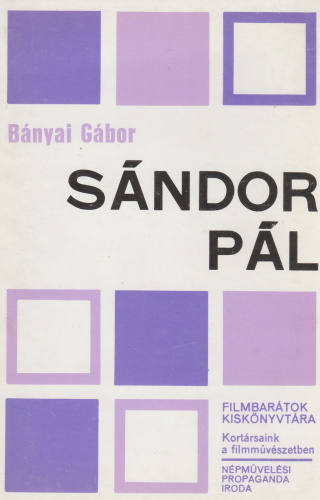 Bányai Gábor
SÁNDOR
PÁL
FILMBARÁTOK
KISKÖNYVTÁRA
Kortársaink
a filmművészetben
NÉPMŰVELÉSI
PROPAGANDA
IRODA